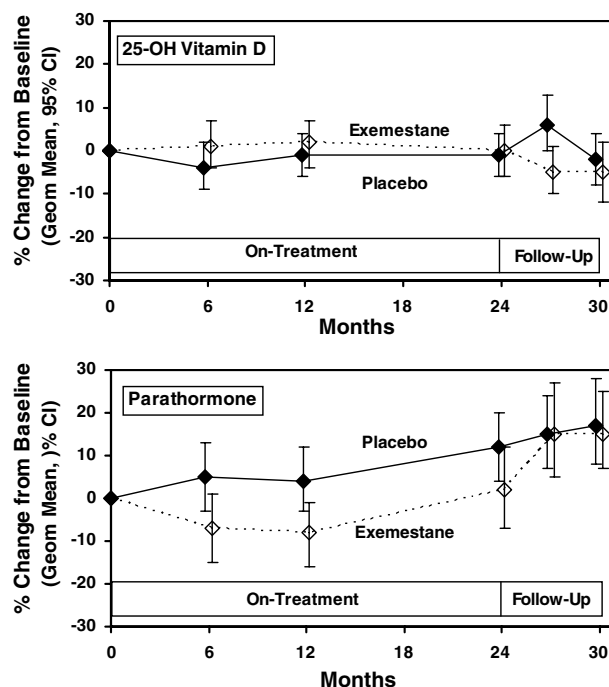 % Change from Baseline
(Geom Mean, 95% CI)
30
20
10
0
-10
-20
-30
25-OH Vitamin D
Exemestane
Placebo
On-Treatment
Follow-Up
0
6
12
18
24
30
Months
% Change from Baseline
(Geom Mean, )% CI)
30
20
10
0
-10
-20
-30
Parathormone
Placebo
Exemestane
On-Treatment
Follow-Up
0
6
12
18
24
30
Months